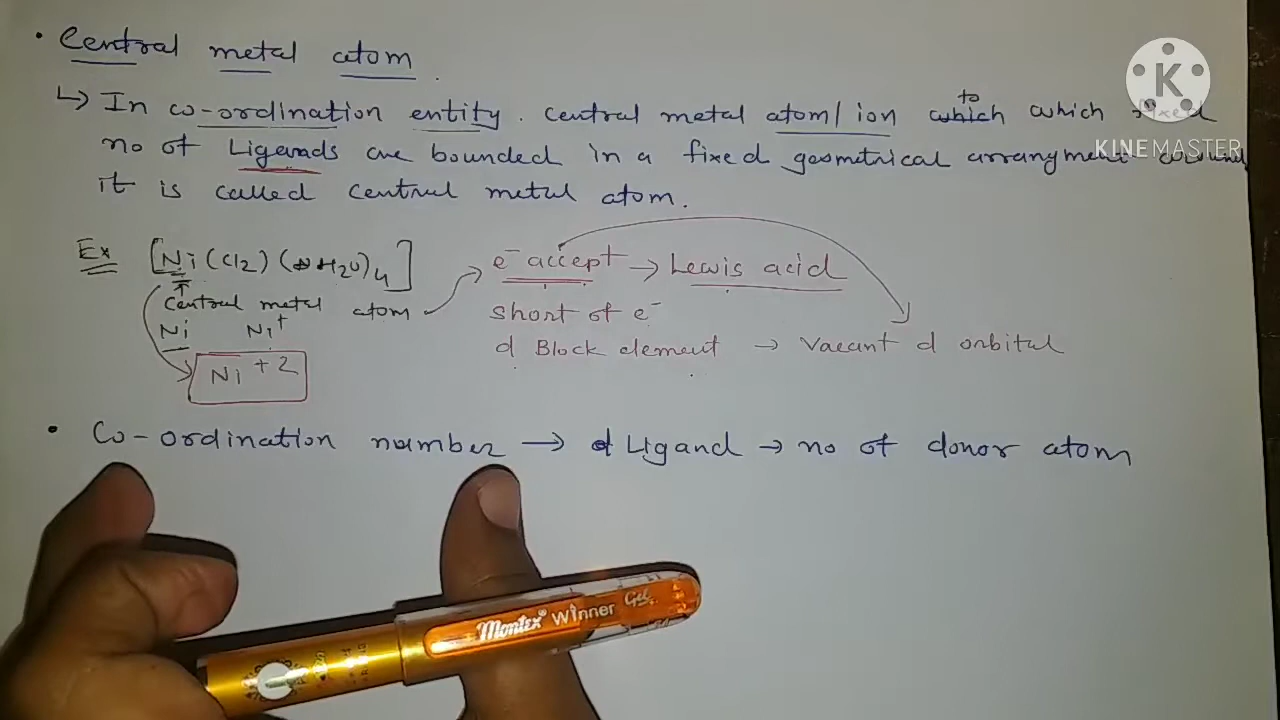 • Central metal atom.
↳ In co-ordination entity. Central metal atom/ion which to which
no of Ligands are bounded in a fixed geometrical arrangment
it is called central metal atom.
Ex [Ni(Cl2)(H2O)4] e⁻ accept → Lewis acid
↑
Central metal atom short of e⁻
Ni Ni+ d Block element → Vacant d orbital
Ni +2
• Co-ordination number → Ligand → no of donor atom
Montex® Winner Gel
K
KINEMASTER